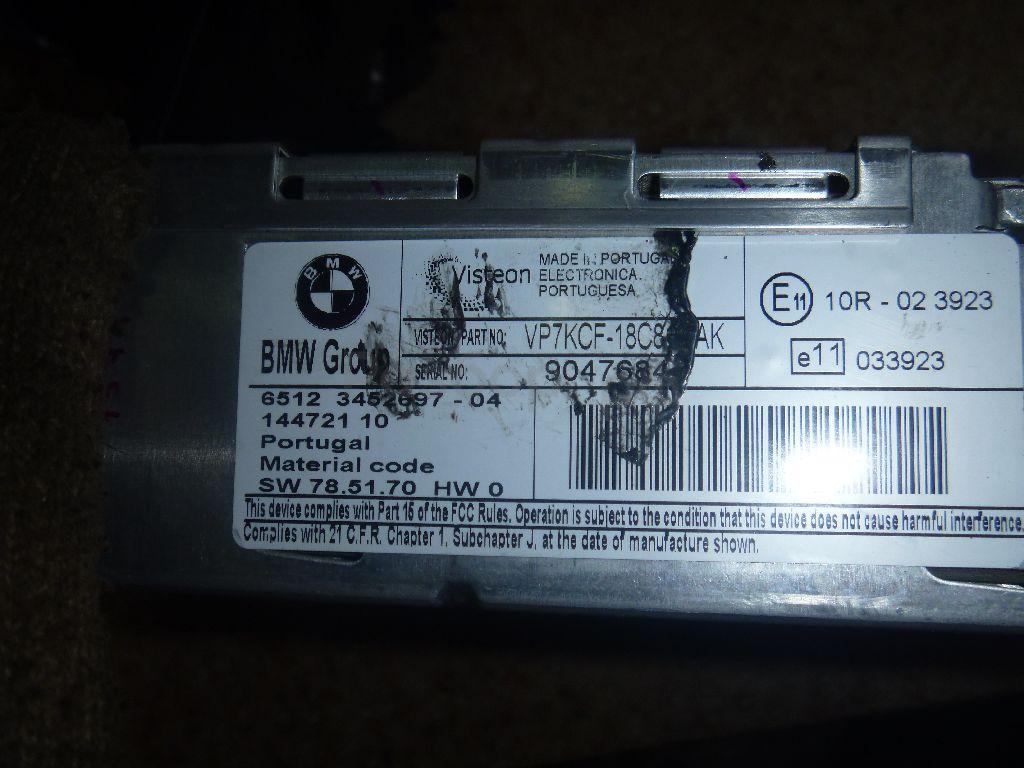 BMW
BMW Group
Visteon
MADE IN PORTUGAL
ELECTRONICA
PORTUGUESA
VISTEON PART NO:
SERIAL NO:
E11 10R - 02 3923
e11 033923
- 04
144721 10
Portugal
Material code
SW 78.51.70 HW 0
This device complies with Part 15 of the FCC Rules. Operation is subject to the condition that this device does not cause harmful interference.
Complies with 21 C.F.R. Chapter 1, Subchapter J, at the date of manufacture shown.